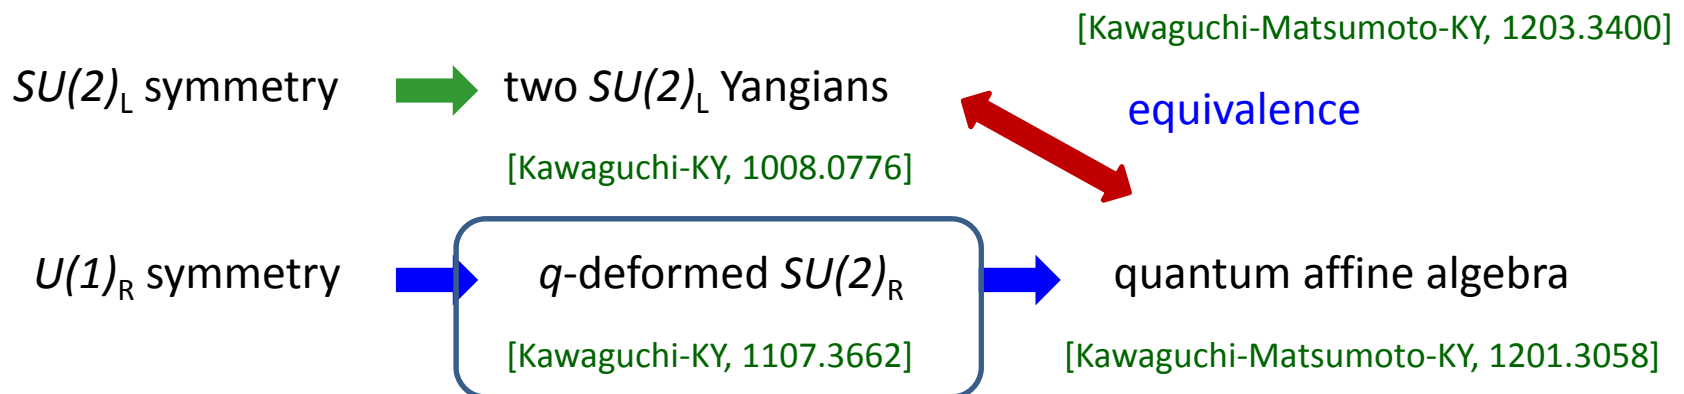 [Kawaguchi-Matsumoto-KY, 1203.3400]
SU(2)L symmetry two SU(2)L Yangians equivalence
[Kawaguchi-KY, 1008.0776]
U(1)R symmetry q-deformed SU(2)R quantum affine algebra
[Kawaguchi-KY, 1107.3662] [Kawaguchi-Matsumoto-KY, 1201.3058]